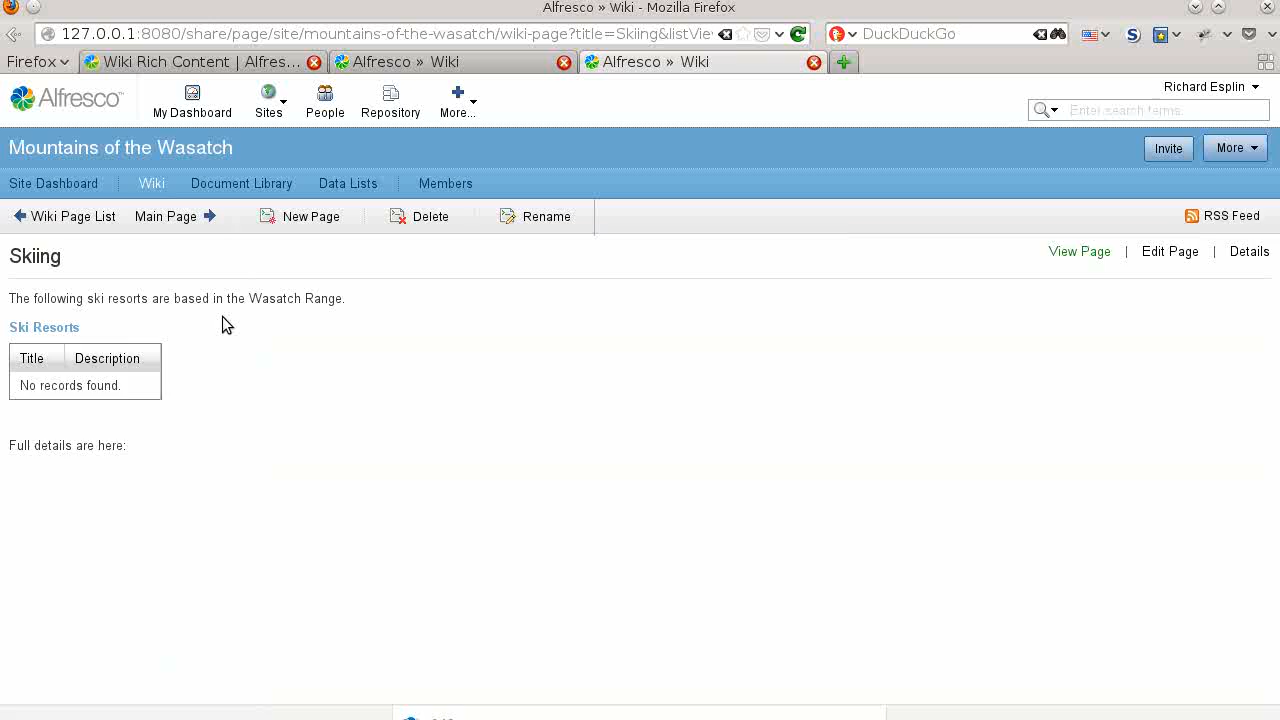 Alfresco » Wiki - Mozilla Firefox
127.0.0.1:8080/share/page/site/mountains-of-the-wasatch/wiki-page?title=Skiing&listVie
DuckDuckGo
Firefox
Wiki Rich Content | Alfres...
Alfresco » Wiki
Alfresco » Wiki
Richard Esplin
Alfresco
My Dashboard
Sites
People
Repository
More
Enter search terms.
Mountains of the Wasatch
Invite
More
Site Dashboard
Wiki
Document Library
Data Lists
Members
Wiki Page List
Main Page
New Page
Delete
Rename
RSS Feed
Skiing
View Page | Edit Page | Details
The following ski resorts are based in the Wasatch Range.
Ski Resorts
Title Description
No records found.
Full details are here: